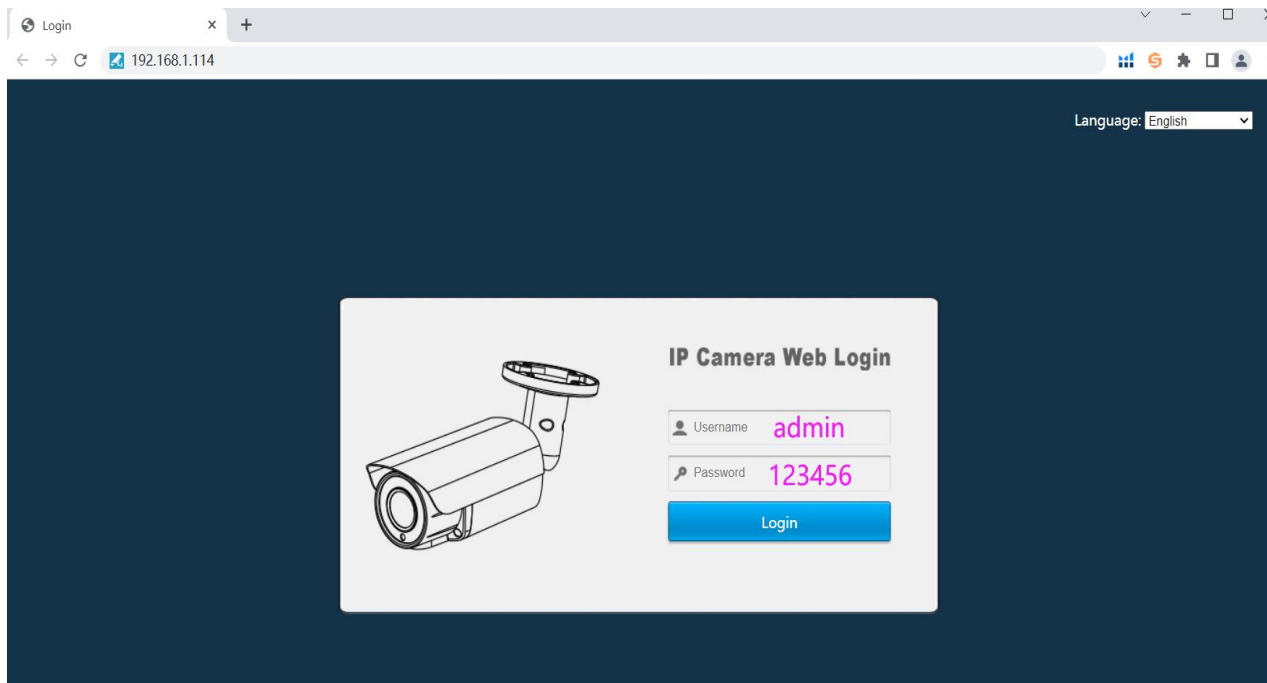 Login
192.168.1.114
Language: English
IP Camera Web Login
Username admin
Password 123456
Login